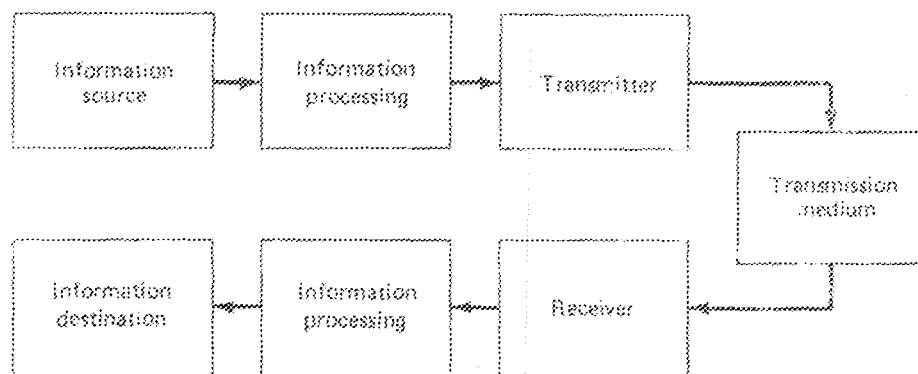 Information
source
Information
processing
Transmitter
Transmission
medium
Receiver
Information
processing
Information
destination